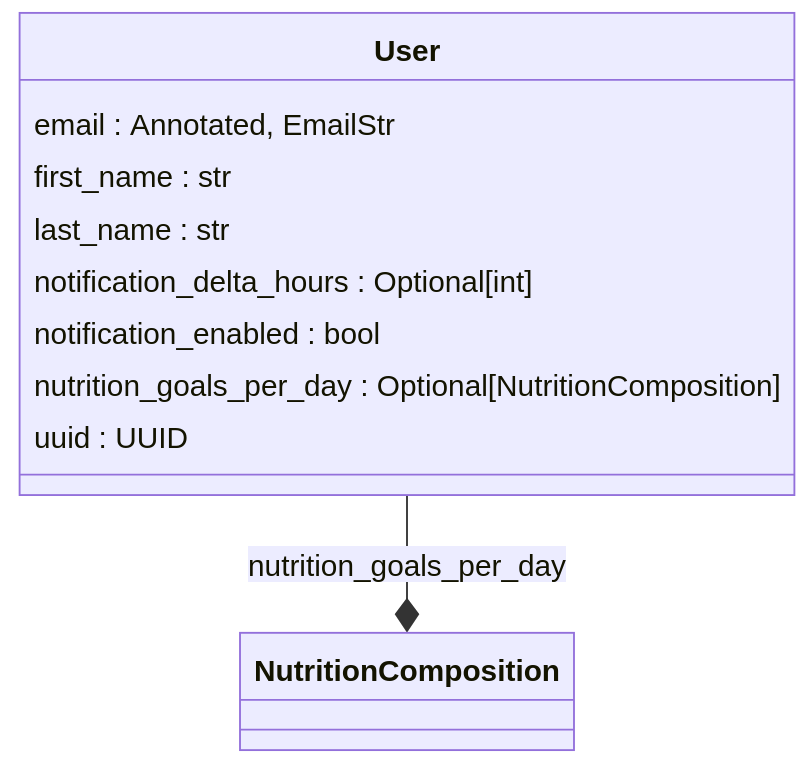 User
email : Annotated, EmailStr
first_name : str
last_name : str
notification_delta_hours : Optional[int]
notification_enabled : bool
nutrition_goals_per_day : Optional[NutritionComposition]
uuid : UUID
nutrition_goals_per_day
NutritionComposition